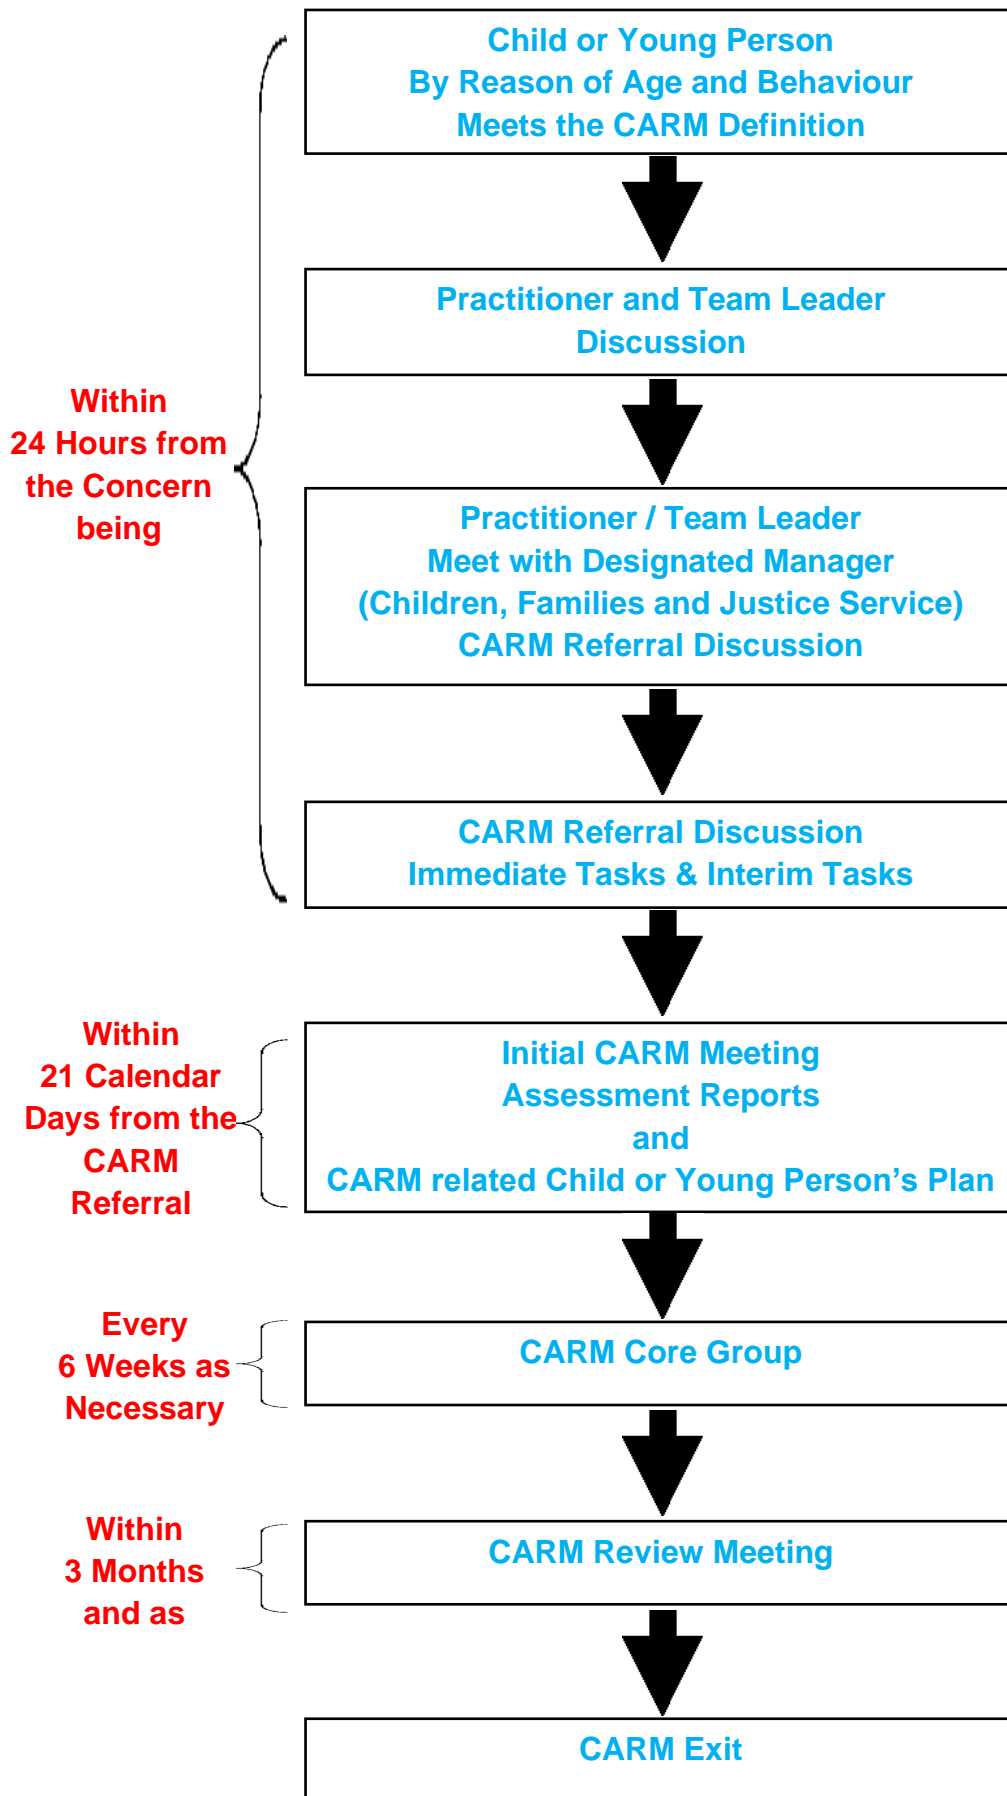 Child or Young Person
By Reason of Age and Behaviour
Meets the CARM Definition
Practitioner and Team Leader
Discussion
Within
24 Hours from
the Concern
being
Practitioner / Team Leader
Meet with Designated Manager
(Children, Families and Justice Service)
CARM Referral Discussion
CARM Referral Discussion
Immediate Tasks & Interim Tasks
Within
21 Calendar
Days from the
CARM
Referral
Initial CARM Meeting
Assessment Reports
and
CARM related Child or Young Person’s Plan
Every
6 Weeks as
Necessary
CARM Core Group
Within
3 Months
and as
CARM Review Meeting
CARM Exit